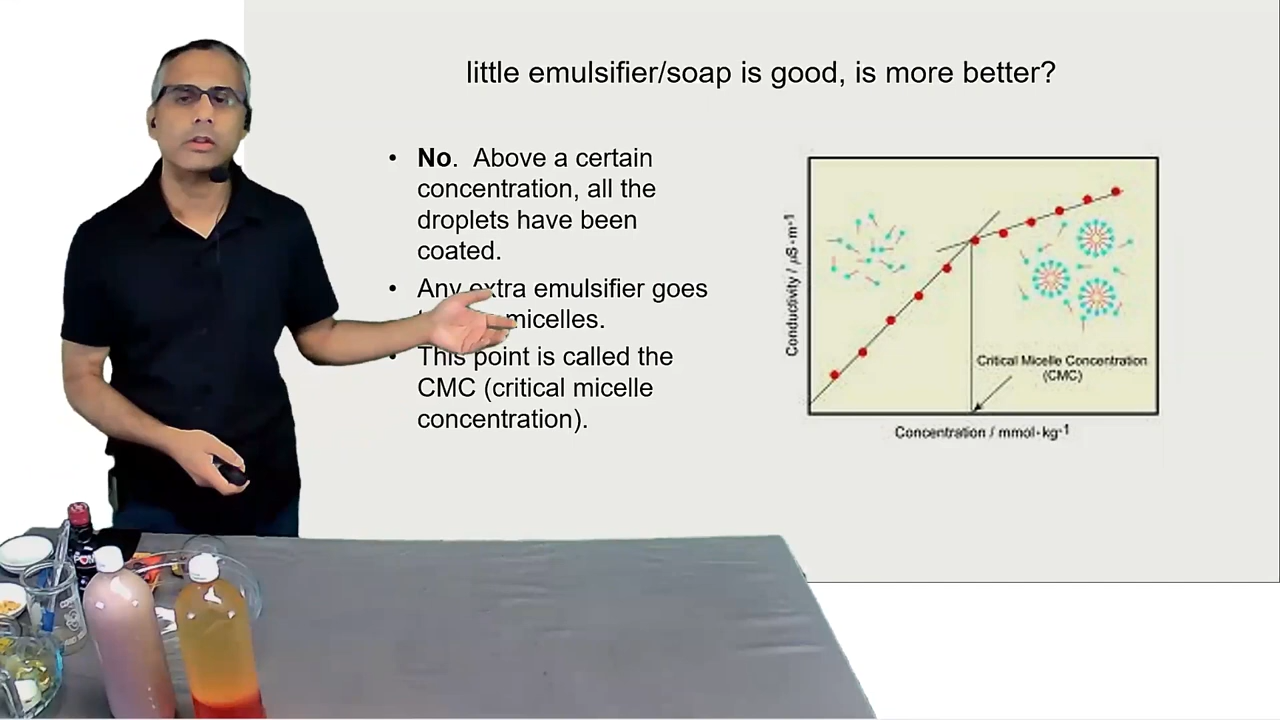 little emulsifier/soap is good, is more better?
• No. Above a certain
concentration, all the
droplets have been
coated.
• Any extra emulsifier goes
micelles.
• This point is called the
CMC (critical micelle
concentration).
Conductivity / µS·m-1
Critical Micelle Concentration
(CMC)
Concentration / mmol·kg-1